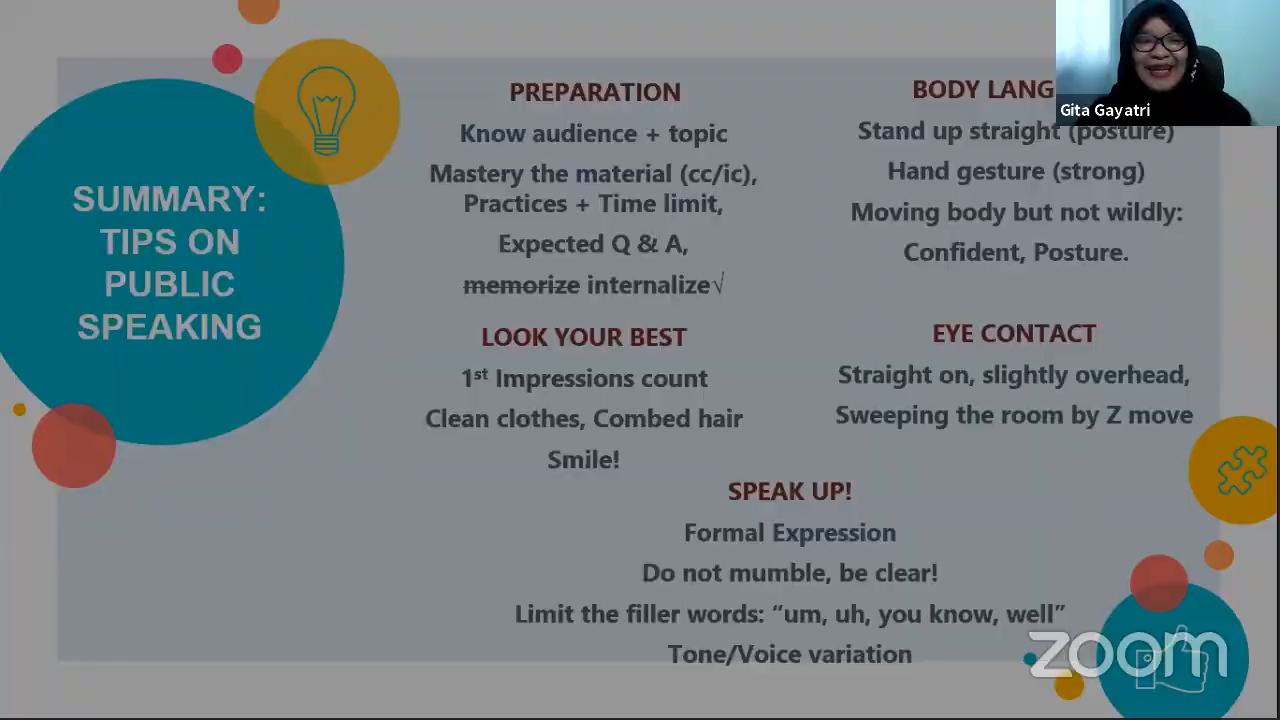 SUMMARY:
TIPS ON
PUBLIC
SPEAKING
PREPARATION
Know audience + topic
Mastery the material (cc/ic),
Practices + Time limit,
Expected Q & A,
memorize internalize√
LOOK YOUR BEST
1st Impressions count
Clean clothes, Combed hair
Smile!
BODY LANG
Stand up straight (posture)
Hand gesture (strong)
Moving body but not wildly:
Confident, Posture.
EYE CONTACT
Straight on, slightly overhead,
Sweeping the room by Z move
SPEAK UP!
Formal Expression
Do not mumble, be clear!
Limit the filler words: “um, uh, you know, well”
Tone/Voice variation
Gita Gayatri
zoom